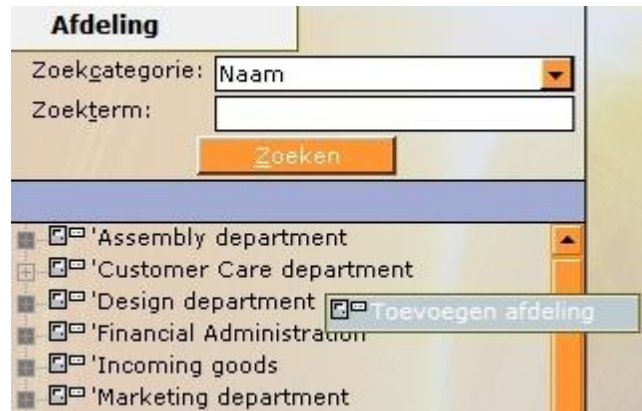 Afdeling
Zoekcategorie: Naam
Zoekterm:
Zoeken
'Assembly department
'Customer Care department
'Design department
Toevoegen afdeling
'Financial Administration
'Incoming goods
'Marketing department